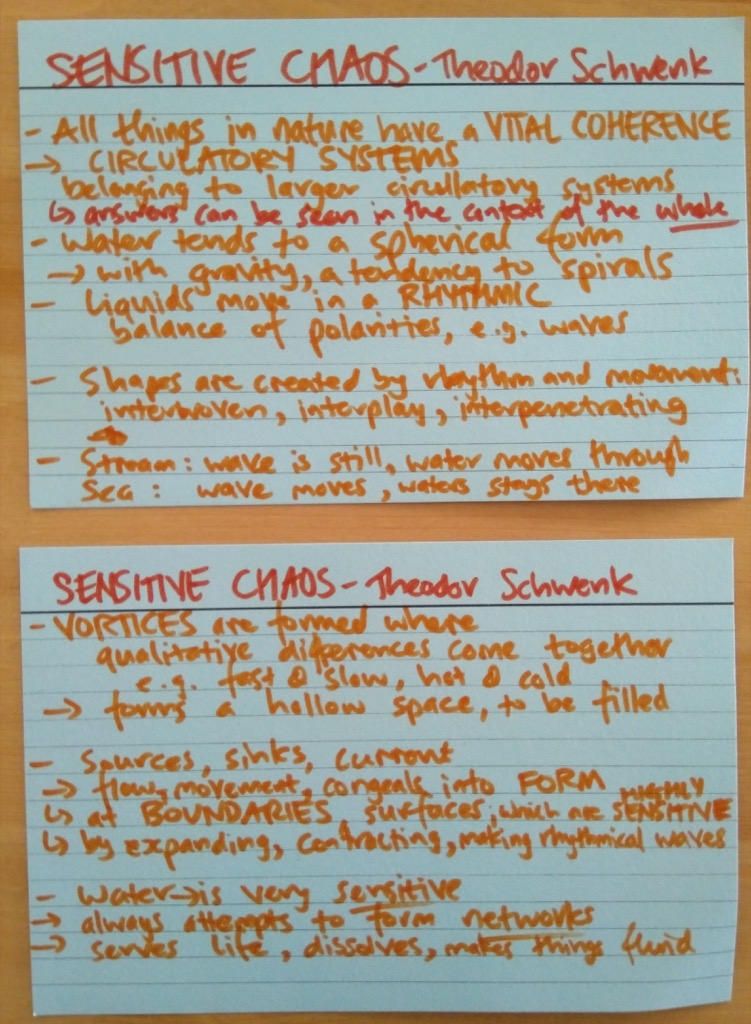 SENSITIVE CHAOS - Theodor Schwenk
- All things in nature have a VITAL COHERENCE
→ CIRCULATORY SYSTEMS
belonging to larger circullatory systems
↳ answers can be seen in the context of the whole
- Water tends to a spherical form
→ with gravity, a tendency to spirals
- Liquids move in a RHYTHMIC
balance of polarities, e.g. waves
- Shapes are created by rhythm and movement:
interwoven, interplay, interpenetrating
- Stream: wave is still, water moves through
Sea: wave moves, waters stays there
SENSITIVE CHAOS - Theodor Schwenk
- VORTICES are formed where
qualitative differences come together
e.g. fast & slow, hot & cold
→ forms a hollow space, to be filled
- Sources, sinks, current
→ flow, movement, congeals into FORM
↳ at BOUNDARIES, surfaces, which are HIGHLY SENSITIVE
↳ by expanding, contracting, making rhythmical waves
- Water → is very sensitive
→ always attempts to form networks
→ serves life, dissolves, makes things fluid